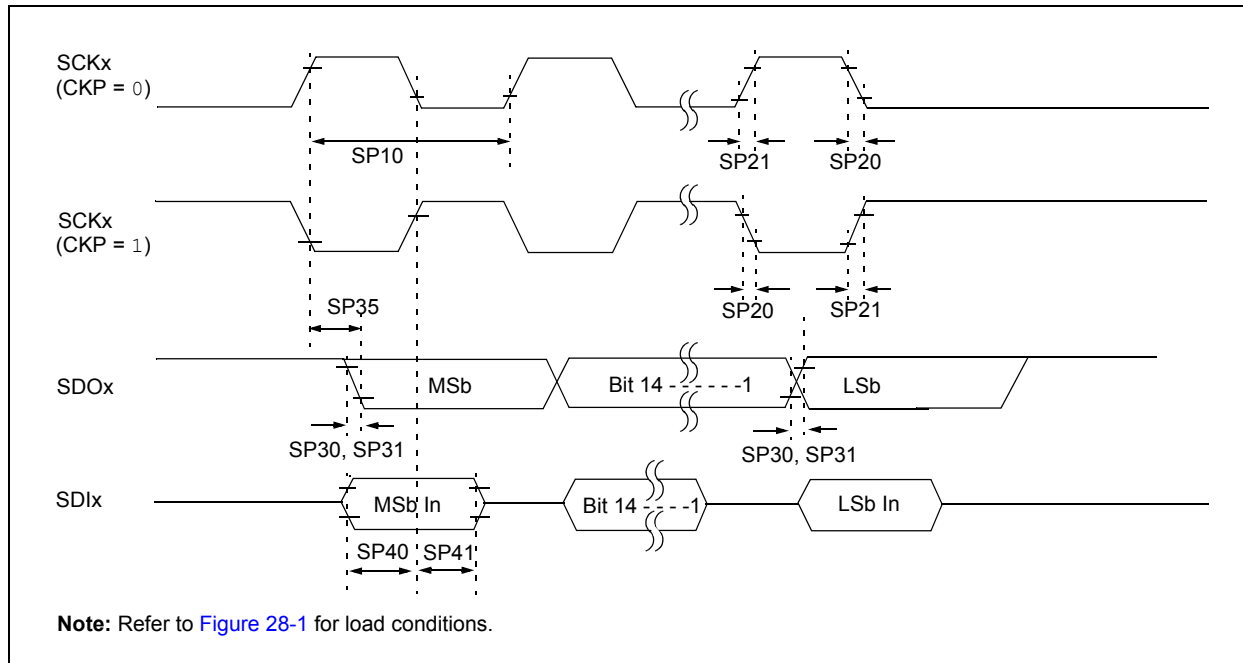 SCKx
(CKP = 0)
SP10
SP21
SP20
SCKx
(CKP = 1)
SP35
SP20
SP21
SDOx
MSb
Bit 14 - - - - - -1
LSb
SP30, SP31
SP30, SP31
SDIx
MSb In
Bit 14 - - - - -1
LSb In
SP40
SP41
Note: Refer to Figure 28-1 for load conditions.